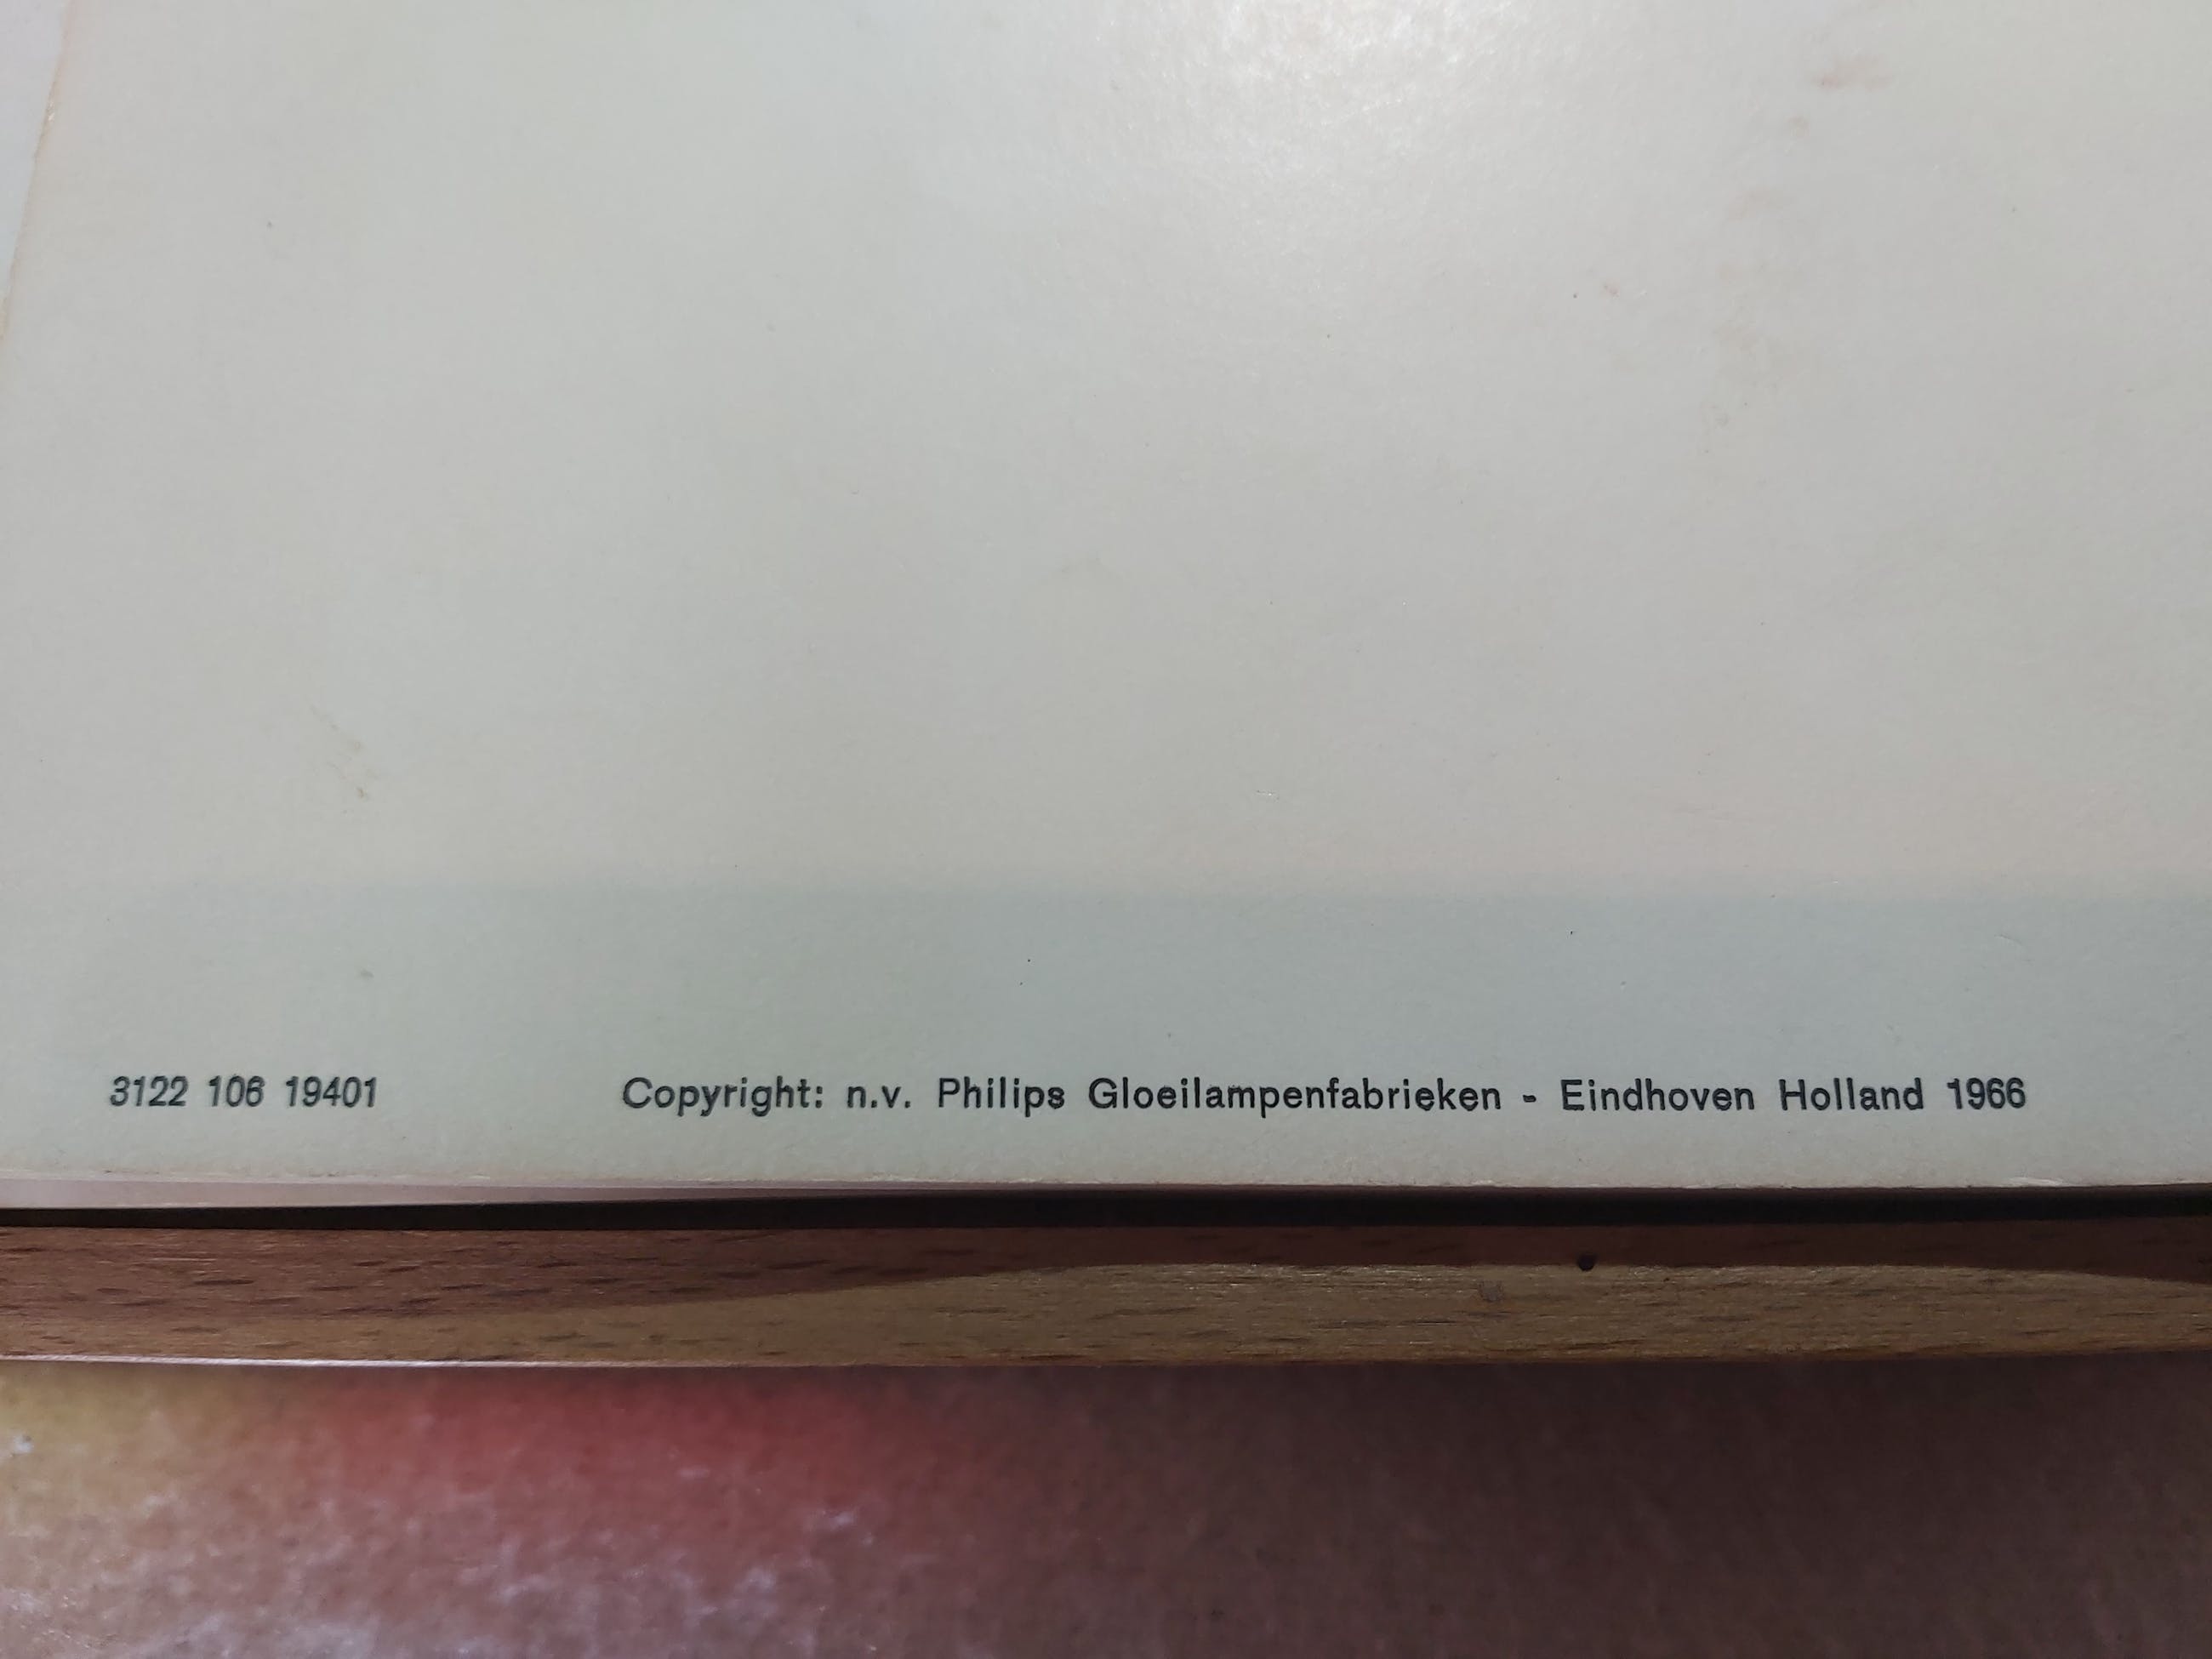 3122 106 19401 Copyright: n.v. Philips Gloeilampenfabrieken - Eindhoven Holland 1966